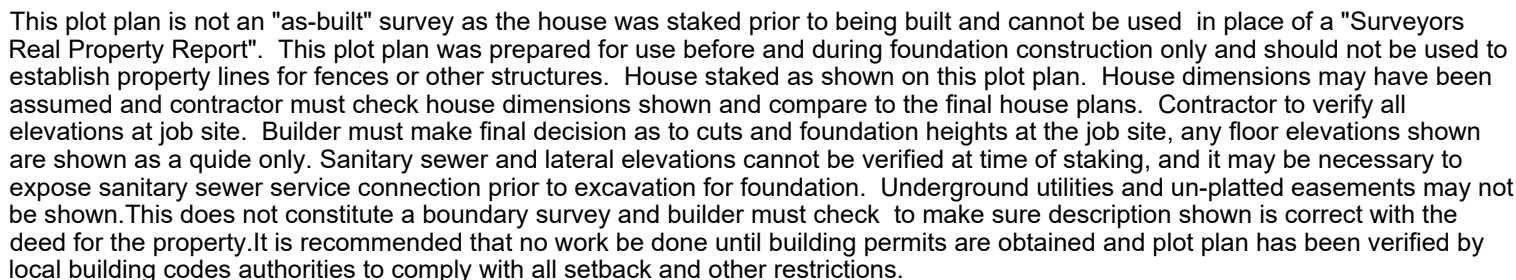 This plot plan is not an "as-built" survey as the house was staked prior to being built and cannot be used  in place of a "Surveyors
Real Property Report".  This plot plan was prepared for use before and during foundation construction only and should not be used to
establish property lines for fences or other structures.  House staked as shown on this plot plan.  House dimensions may have been
assumed and contractor must check house dimensions shown and compare to the final house plans.  Contractor to verify all
elevations at job site.  Builder must make final decision as to cuts and foundation heights at the job site, any floor elevations shown
are shown as a quide only. Sanitary sewer and lateral elevations cannot be verified at time of staking, and it may be necessary to
expose sanitary sewer service connection prior to excavation for foundation.  Underground utilities and un-platted easements may not
be shown.This does not constitute a boundary survey and builder must check  to make sure description shown is correct with the
deed for the property.It is recommended that no work be done until building permits are obtained and plot plan has been verified by
local building codes authorities to comply with all setback and other restrictions.